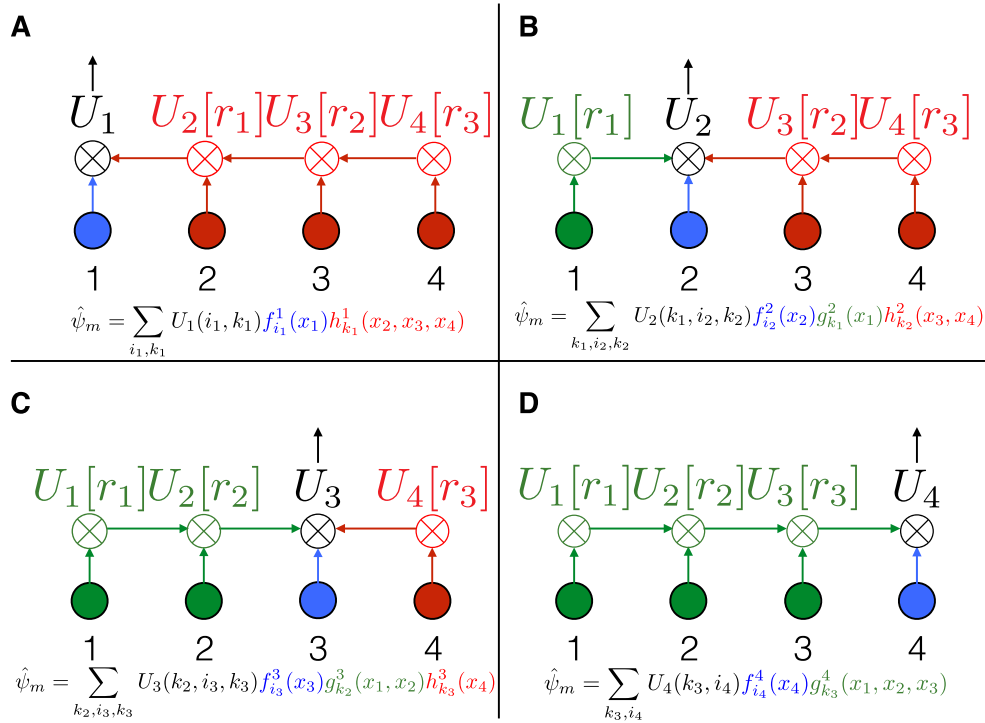 A
U_1 U_2[r_1] U_3[r_2] U_4[r_3]
1 2 3 4
\hat{ψ}_m = \sum_{i_1,k_1} U_1(i_1, k_1) f^1_{i_1}(x_1) h^1_{k_1}(x_2, x_3, x_4)
B
U_1[r_1] U_2 U_3[r_2] U_4[r_3]
1 2 3 4
\hat{ψ}_m = \sum_{k_1,i_2,k_2} U_2(k_1, i_2, k_2) f^2_{i_2}(x_2) g^2_{k_1}(x_1) h^2_{k_2}(x_3, x_4)
C
U_1[r_1] U_2[r_2] U_3 U_4[r_3]
1 2 3 4
\hat{ψ}_m = \sum_{k_2,i_3,k_3} U_3(k_2, i_3, k_3) f^3_{i_3}(x_3) g^3_{k_2}(x_1, x_2) h^3_{k_3}(x_4)
D
U_1[r_1] U_2[r_2] U_3[r_3] U_4
1 2 3 4
\hat{ψ}_m = \sum_{k_3,i_4} U_4(k_3, i_4) f^4_{i_4}(x_4) g^4_{k_3}(x_1, x_2, x_3)